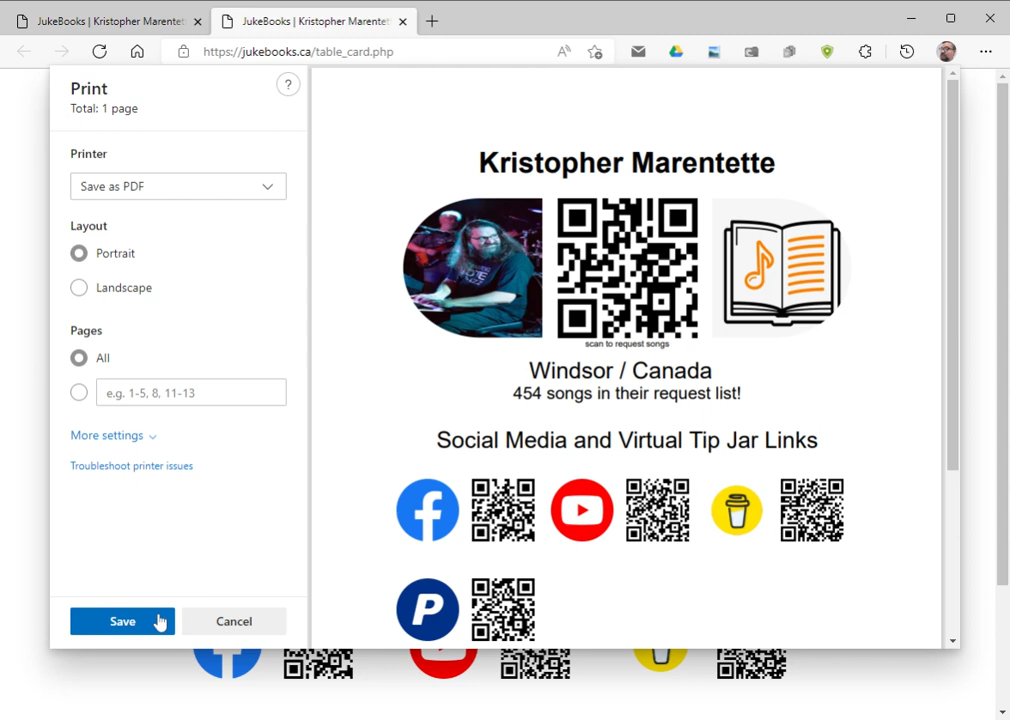 JukeBooks | Kristopher Marentett
JukeBooks | Kristopher Marentett
https://jukebooks.ca/table_card.php
Print
Total: 1 page
?
Printer
Save as PDF
Layout
Portrait
Landscape
Pages
All
e.g. 1-5, 8, 11-13
More settings
Troubleshoot printer issues
Save
Cancel
Kristopher Marentette
scan to request songs
Windsor / Canada
454 songs in their request list!
Social Media and Virtual Tip Jar Links